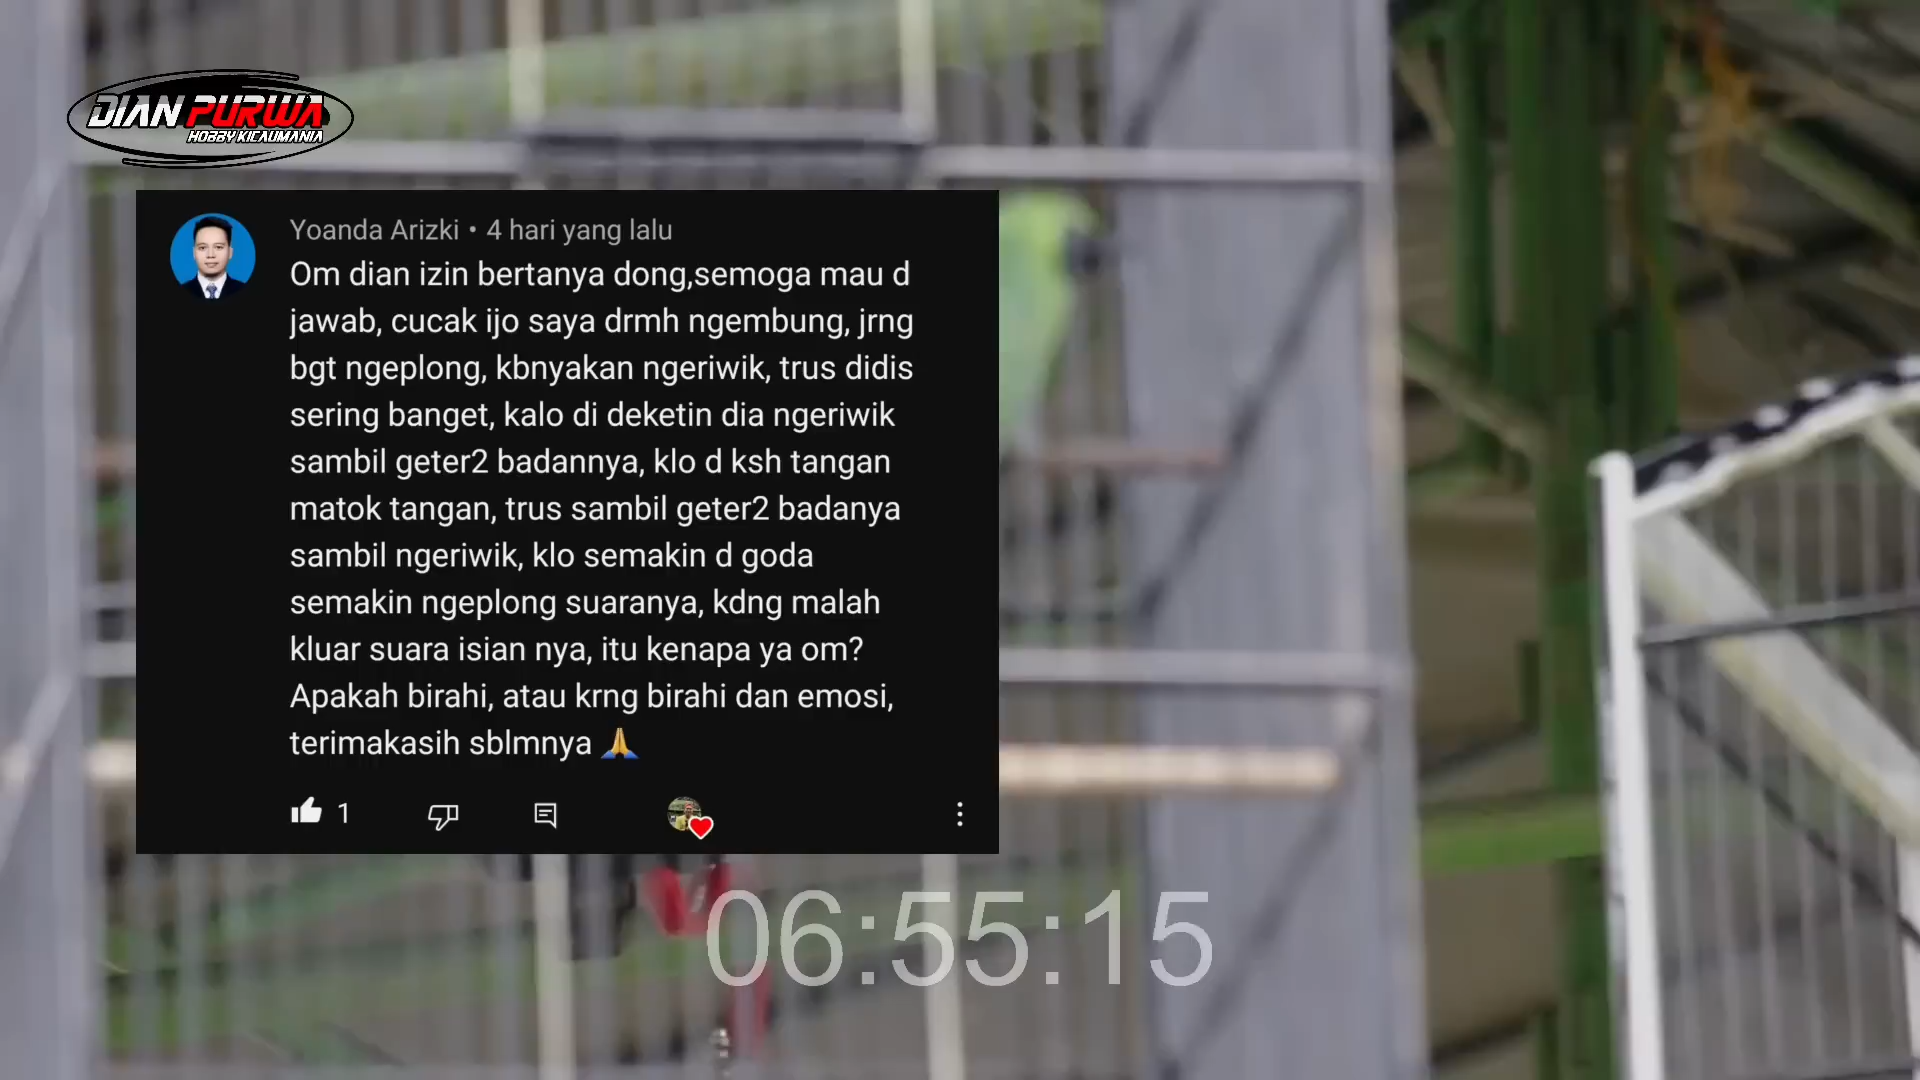 DIAN PURWA
HOBBY KICAUMANIA
Yoanda Arizki • 4 hari yang lalu
Om dian izin bertanya dong,semoga mau d
jawab, cucak ijo saya drmh ngembung, jrng
bgt ngeplong, kbnyakan ngeriwik, trus didis
sering banget, kalo di deketin dia ngeriwik
sambil geter2 badannya, klo d ksh tangan
matok tangan, trus sambil geter2 badanya
sambil ngeriwik, klo semakin d goda
semakin ngeplong suaranya, kdng malah
kluar suara isian nya, itu kenapa ya om?
Apakah birahi, atau krng birahi dan emosi,
terimakasih sblmnya 🙏
1
06:55:15